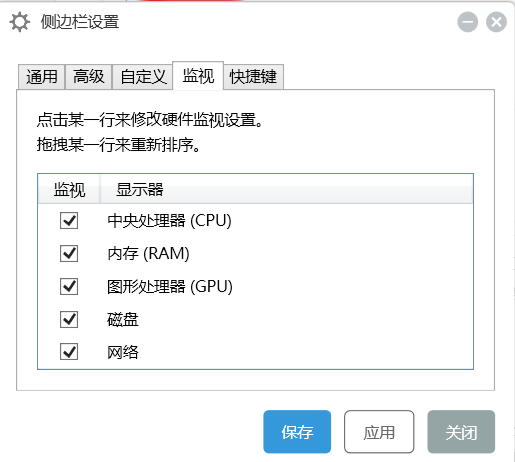 侧边栏设置
通用 高级 自定义 监视 快捷键
点击某一行来修改硬件监视设置。
拖拽某一行来重新排序。
监视 显示器
中央处理器 (CPU)
内存 (RAM)
图形处理器 (GPU)
磁盘
网络
保存 应用 关闭